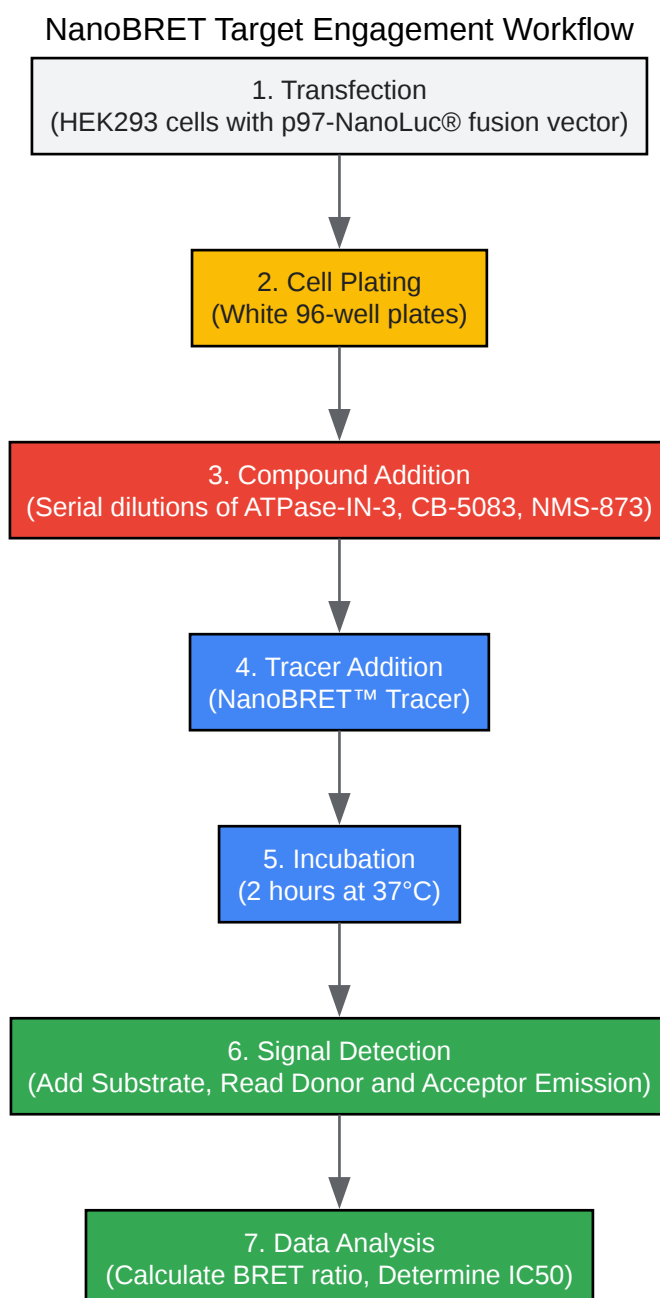 NanoBRET Target Engagement Workflow
1. Transfection
(HEK293 cells with p97-NanoLuc® fusion vector)
2. Cell Plating
(White 96-well plates)
3. Compound Addition
(Serial dilutions of ATPase-IN-3, CB-5083, NMS-873)
4. Tracer Addition
(NanoBRET™ Tracer)
5. Incubation
(2 hours at 37°C)
6. Signal Detection
(Add Substrate, Read Donor and Acceptor Emission)
7. Data Analysis
(Calculate BRET ratio, Determine IC50)